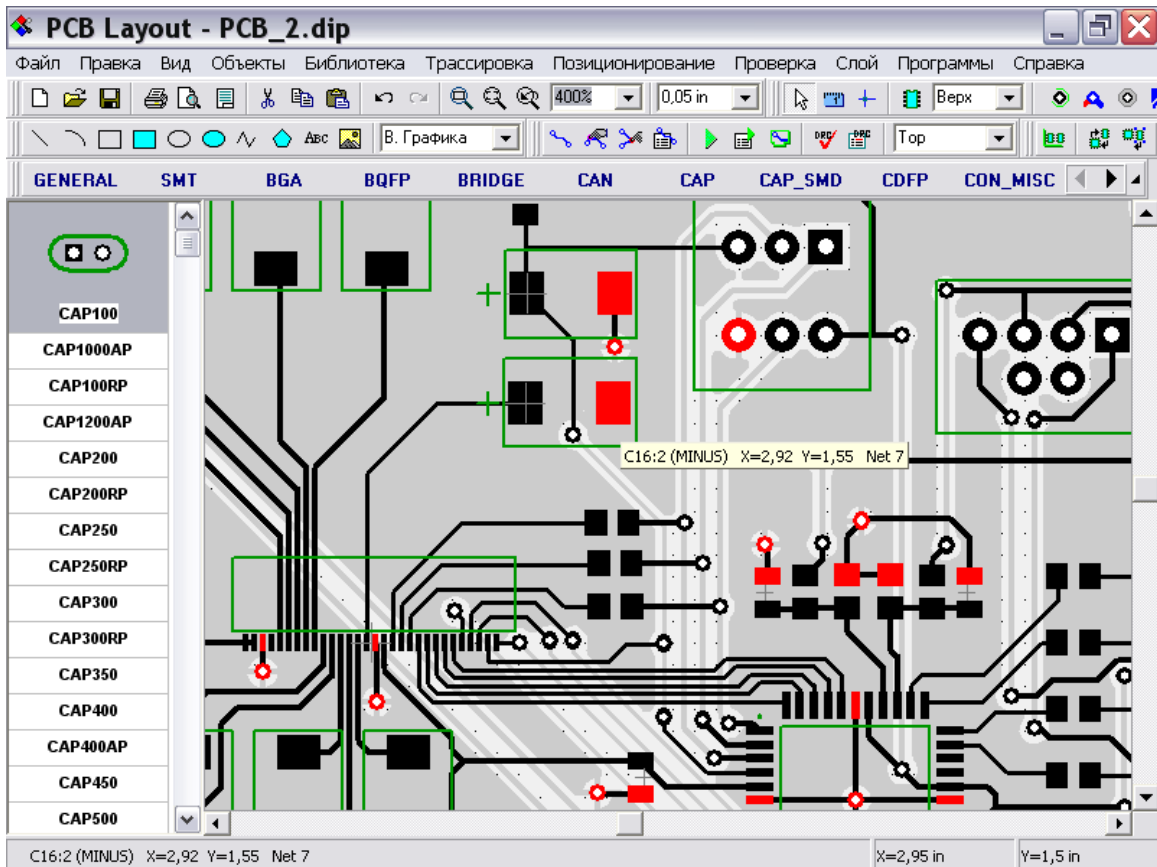 PCB Layout - PCB_2.dip
Файл Правка Вид Объекты Библиотека Трассировка Позиционирование Проверка Слой Программы Справка
400% 0,05 in Верх
ABC В. Графика DRC DRC Top
GENERAL SMT BGA BQFP BRIDGE CAN CAP CAP_SMD CDFP CON_MISC
CAP100
CAP1000AP
CAP100RP
CAP1200AP
CAP200
CAP200RP
CAP250
CAP250RP
CAP300
CAP300RP
CAP350
CAP400
CAP400AP
CAP450
CAP500
C16:2 (MINUS) X=2,92 Y=1,55 Net 7
C16:2 (MINUS) X=2,92 Y=1,55 Net 7 X=2,95 in Y=1,5 in